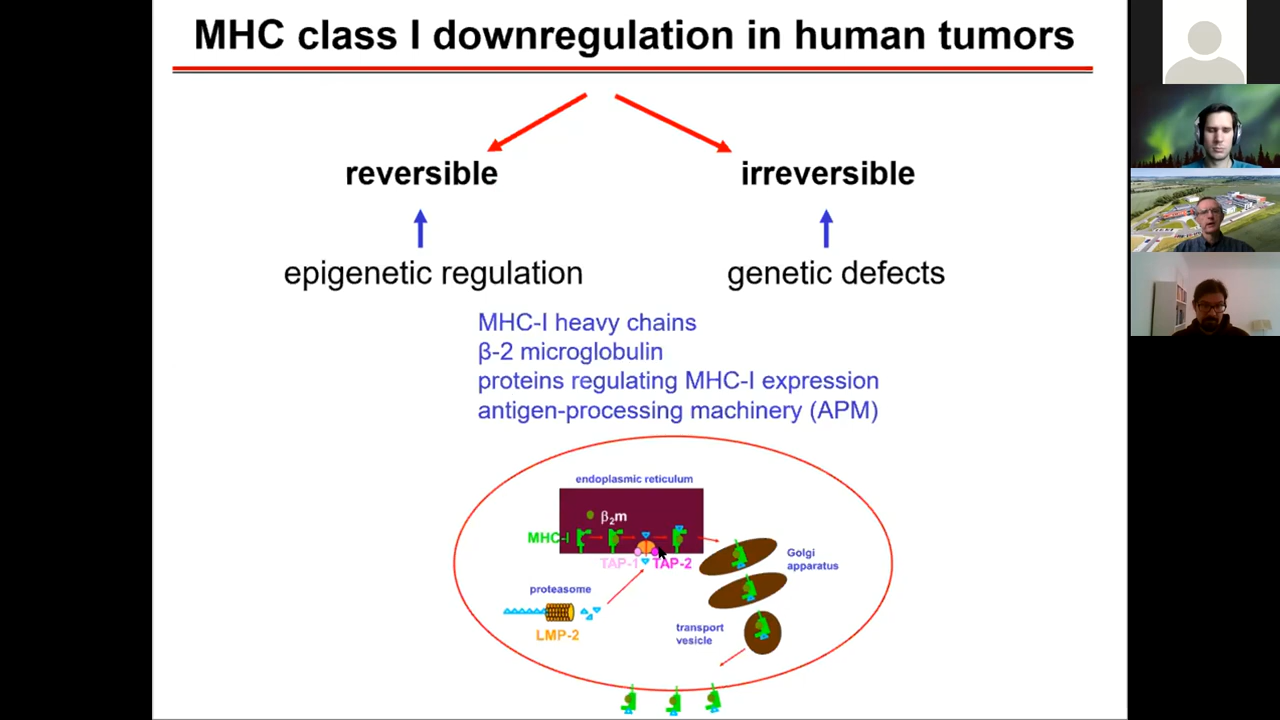 MHC class I downregulation in human tumors
reversible
irreversible
epigenetic regulation
genetic defects
MHC-I heavy chains
β-2 microglobulin
proteins regulating MHC-I expression
antigen-processing machinery (APM)
endoplasmic reticulum
β₂m
MHC-I
TAP-1
TAP-2
Golgi
apparatus
proteasome
LMP-2
transport
vesicle